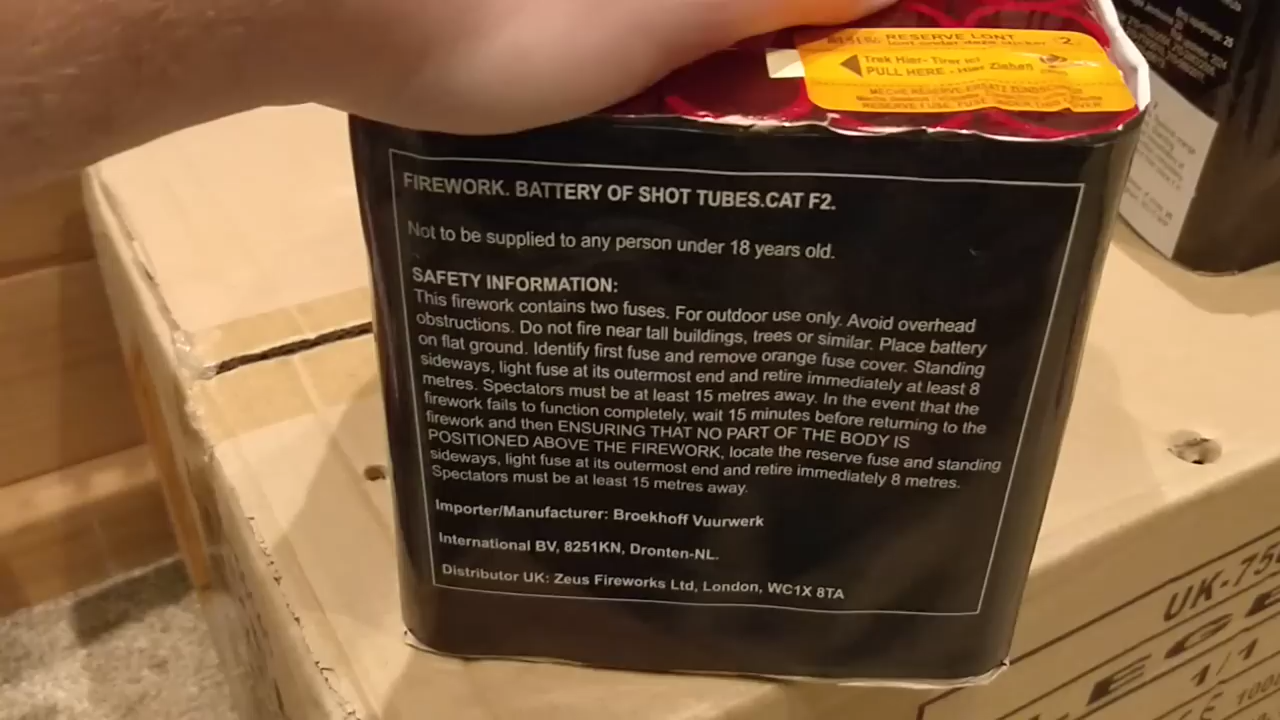 RESERVE LONT
2
Trek Hier- Tirer ici
PULL HERE - Hier Ziehen
FIREWORK. BATTERY OF SHOT TUBES.CAT F2.
Not to be supplied to any person under 18 years old.
SAFETY INFORMATION:
This firework contains two fuses. For outdoor use only. Avoid overhead
obstructions. Do not fire near tall buildings, trees or similar. Place battery
on flat ground. Identify first fuse and remove orange fuse cover. Standing
sideways, light fuse at its outermost end and retire immediately at least 8
metres. Spectators must be at least 15 metres away. In the event that the
firework fails to function completely, wait 15 minutes before returning to the
firework and then ENSURING THAT NO PART OF THE BODY IS
POSITIONED ABOVE THE FIREWORK, locate the reserve fuse and standing
sideways, light fuse at its outermost end and retire immediately 8 metres.
Spectators must be at least 15 metres away.
Importer/Manufacturer: Broekhoff Vuurwerk
International BV, 8251KN, Dronten-NL.
Distributor UK: Zeus Fireworks Ltd, London, WC1X 8TA
UK-75
LEGE
1/1